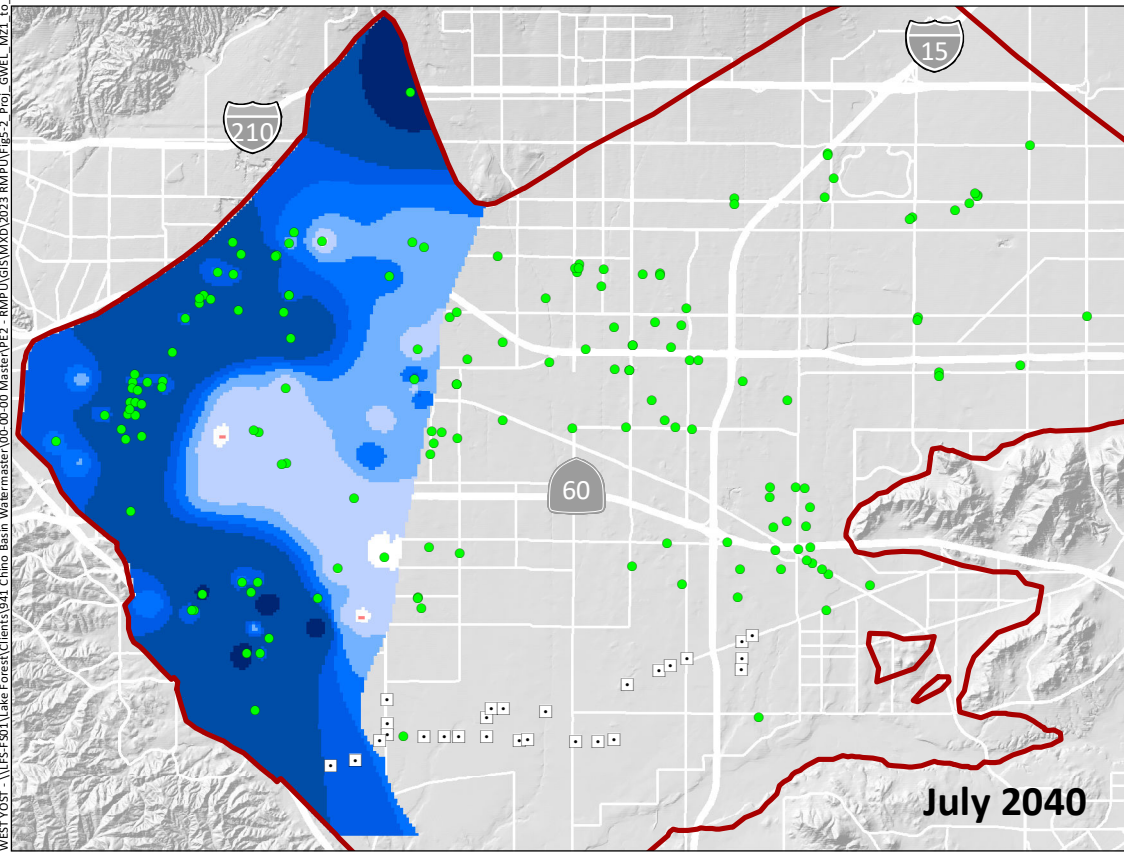 WEST YOST - \\LFS-FS01\Lake Forest\Clients\941 Chino Basin Watermaster\00-00-00 Master\PE2 - RMPU\GIS\MXD\2023 RMPU\Fig5-2_Proj_GWEL_MZ1_to_
15
210
60
July 2040